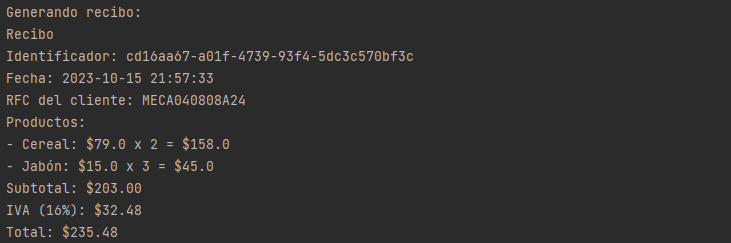 Generando recibo:
Recibo
Identificador: cd16aa67-a01f-4739-93f4-5dc3c570bf3c
Fecha: 2023-10-15 21:57:33
RFC del cliente: MECA040808A24
Productos:
- Cereal: $79.0 x 2 = $158.0
- Jabón: $15.0 x 3 = $45.0
Subtotal: $203.00
IVA (16%): $32.48
Total: $235.48